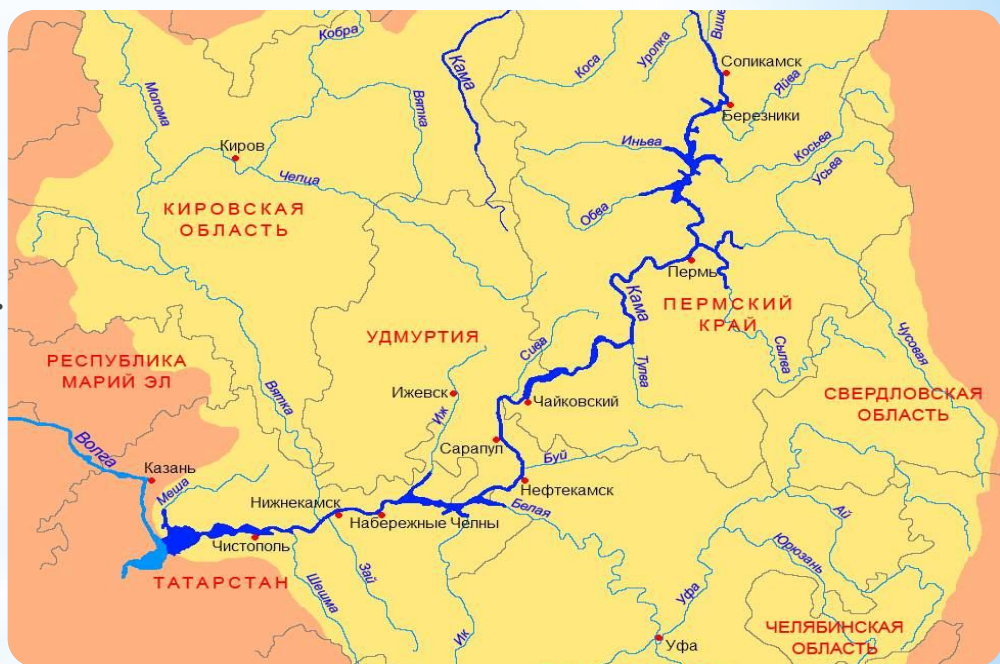 Кобра
Коса
Уролка
Више
Кама
Соликамск
Яйва
Березники
Молома
Вятка
Иньва
Косьва
Усьва
Киров
Чепца
КИРОВСКАЯ
ОБЛАСТЬ
Обва
Пермь
ПЕРМСКИЙ
КРАЙ
Кама
УДМУРТИЯ
Сива
Тулва
Сылва
Чусовая
РЕСПУБЛИКА
МАРИЙ ЭЛ
Вятка
Ижевск
Иж
Чайковский
СВЕРДЛОВСКАЯ
ОБЛАСТЬ
Волга
Казань
Меша
Сарапул
Буй
Нефтекамск
Нижнекамск
Набережные Челны
Белая
Чистополь
Ай
Юрюзань
ТАТАРСТАН
Шешма
Зай
Ик
Уфа
Уфа
ЧЕЛЯБИНСКАЯ
ОБЛАСТЬ